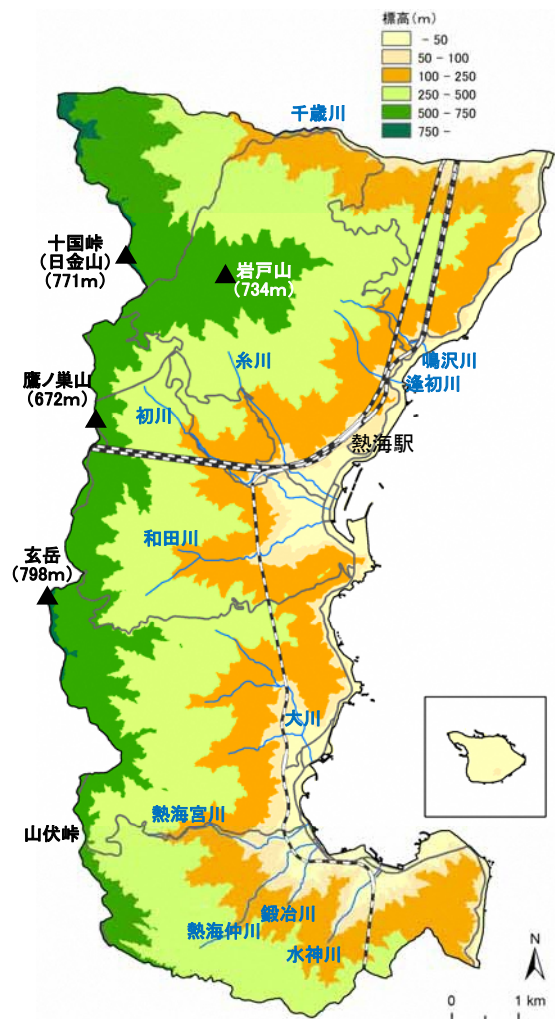 標高(m)
- 50
50 - 100
100 - 250
250 - 500
500 - 750
750 -
千歳川
十国峠
(日金山)
(771m)
岩戸山
(734m)
鳴沢川
逢初川
糸川
鷹ノ巣山
(672m)
初川
熱海駅
和田川
玄岳
(798m)
大川
熱海宮川
山伏峠
鍛冶川
熱海仲川
水神川
N
0 1 km